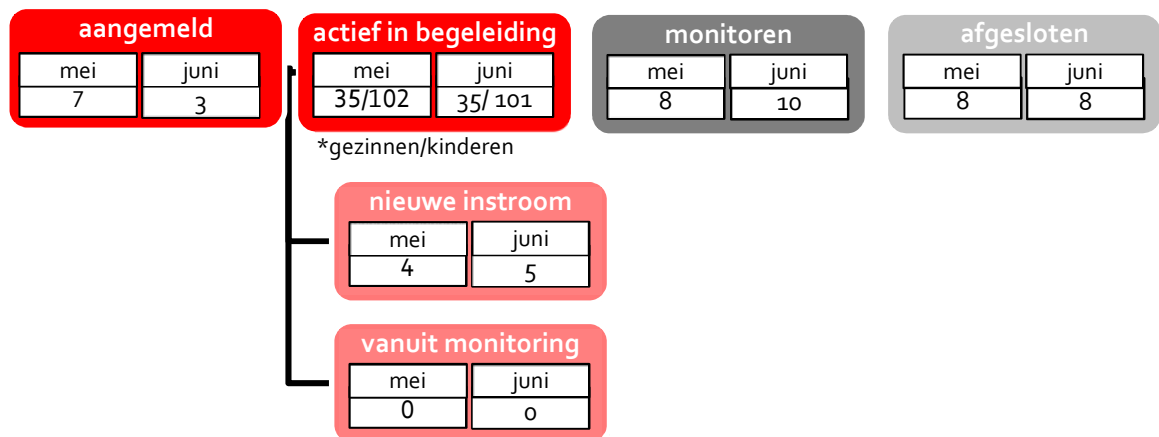 aangemeld
mei juni
7 3
actief in begeleiding
mei juni
35/102 35/ 101
*gezinnen/kinderen
monitoren
mei juni
8 10
afgesloten
mei juni
8 8
nieuwe instroom
mei juni
4 5
vanuit monitoring
mei juni
0 0